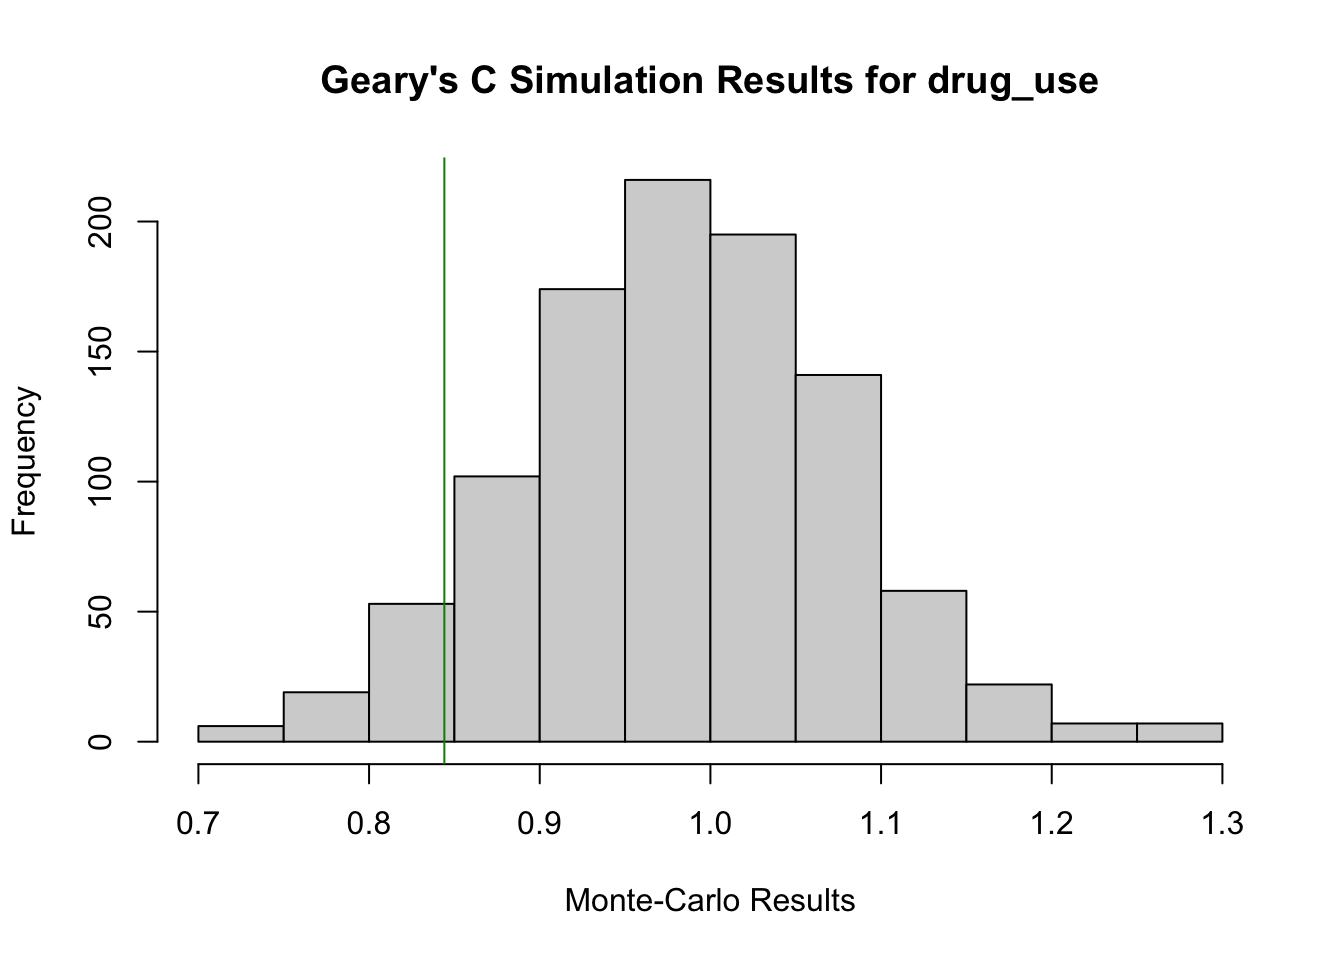 Geary's C Simulation Results for drug_use
Frequency
200
150
100
50
0
0.7 0.8 0.9 1.0 1.1 1.2 1.3
Monte-Carlo Results